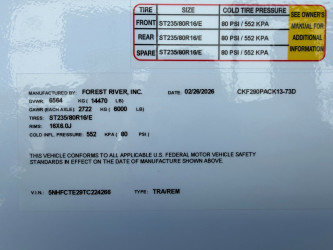 TIRE SIZE COLD TIRE PRESSURE SEE OWNER'S
FRONT ST235/80R16/E 80 PSI / 552 KPA MANUAL FOR
REAR ST235/80R16/E 80 PSI / 552 KPA ADDITIONAL
SPARE ST235/80R16/E 80 PSI / 552 KPA INFORMATION
MANUFACTURED BY: FOREST RIVER, INC. DATE: 02/26/2026 CKF290PACK13-73D
GVWR: 6564 KG ( 14470 LB)
GAWR (EACH AXLE): 2722 KG ( 6000 LB)
TIRES: ST235/80R16/E
RIMS: 16X6.0J
COLD INFL. PRESSURE: 552 KPA ( 80 PSI)
THIS VEHICLE CONFORMS TO ALL APPLICABLE U.S. FEDERAL MOTOR VEHICLE SAFETY
STANDARDS IN EFFECT ON THE DATE OF MANUFACTURE SHOWN ABOVE.
V.I.N.: 5NHFCTE29TC224266 TYPE: TRA/REM